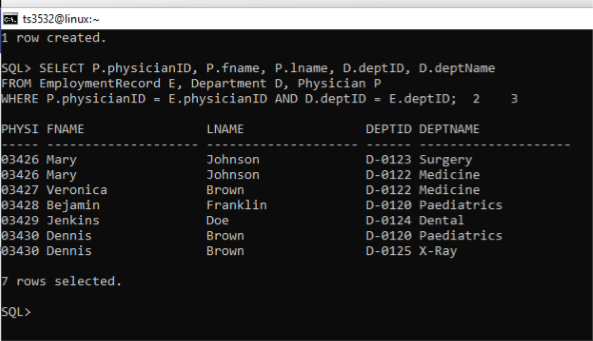 ts3532@linux:~
1 row created.
SQL> SELECT P.physicianID, P.fname, P.lname, D.deptID, D.deptName
FROM EmploymentRecord E, Department D, Physician P
WHERE P.physicianID = E.physicianID AND D.deptID = E.deptID;  2    3
PHYSI FNAME                LNAME                DEPTID DEPTNAME
----- -------------------- -------------------- ------ --------------------
03426 Mary                 Johnson              D-0123 Surgery
03426 Mary                 Johnson              D-0122 Medicine
03427 Veronica             Brown                D-0122 Medicine
03428 Bejamin              Franklin             D-0120 Paediatrics
03429 Jenkins              Doe                  D-0124 Dental
03430 Dennis               Brown                D-0120 Paediatrics
03430 Dennis               Brown                D-0125 X-Ray
7 rows selected.
SQL>